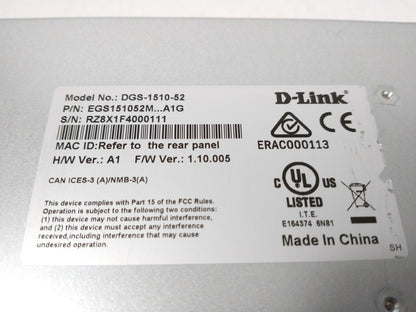 Model No.: DGS-1510-52
D-Link
P/N: EGS151052M...A1G
S/N: RZ8X1F4000111
MAC ID:Refer to the rear panel
ERAC000113
H/W Ver.: A1 F/W Ver.: 1.10.005
CAN ICES-3 (A)/NMB-3(A)
c UL US
LISTED
I.T.E.
E164374 6N81
This device complies with Part 15 of the FCC Rules.
Operation is subject to the following two conditions:
(1) this device may not cause harmful interference,
and
(2) this device must accept any interference
received, including interference that may cause
undesired operation.
Made In China
SH